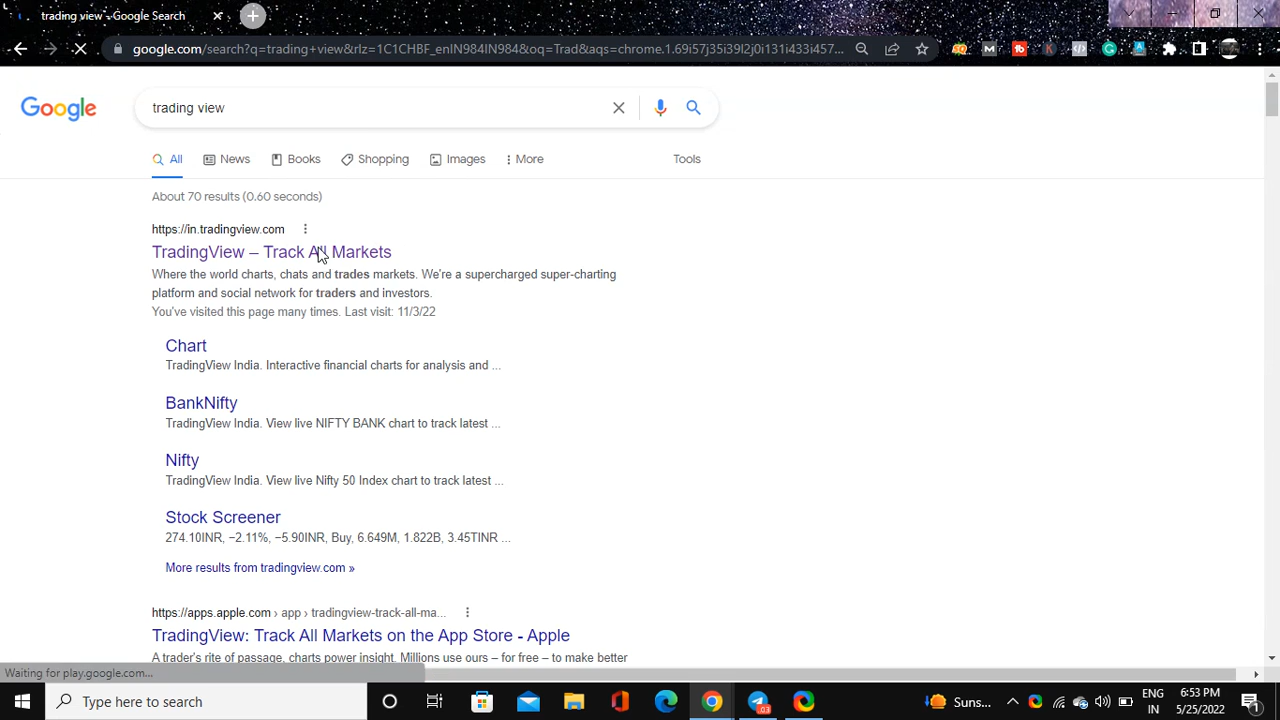 trading view - Google Search
google.com/search?q=trading+view&rlz=1C1CHBF_enIN984IN984&oq=Trad&aqs=chrome.1.69i57j35i39l2j0i131i433i457...
Google
trading view
All
News
Books
Shopping
Images
More
Tools
About 70 results (0.60 seconds)
https://in.tradingview.com
TradingView – Track All Markets
Where the world charts, chats and trades markets. We're a supercharged super-charting
platform and social network for traders and investors.
You've visited this page many times. Last visit: 11/3/22
Chart
TradingView India. Interactive financial charts for analysis and ...
BankNifty
TradingView India. View live NIFTY BANK chart to track latest ...
Nifty
TradingView India. View live Nifty 50 Index chart to track latest ...
Stock Screener
274.10INR, −2.11%, −5.90INR, Buy, 6.649M, 1.822B, 3.45TINR ...
More results from tradingview.com »
https://apps.apple.com › app › tradingview-track-all-ma...
TradingView: Track All Markets on the App Store - Apple
A trader's rite of passage, charts power insight. Millions use ours – for free – to make better
Waiting for play.google.com...
Type here to search
Suns...
ENG
IN
6:53 PM
5/25/2022